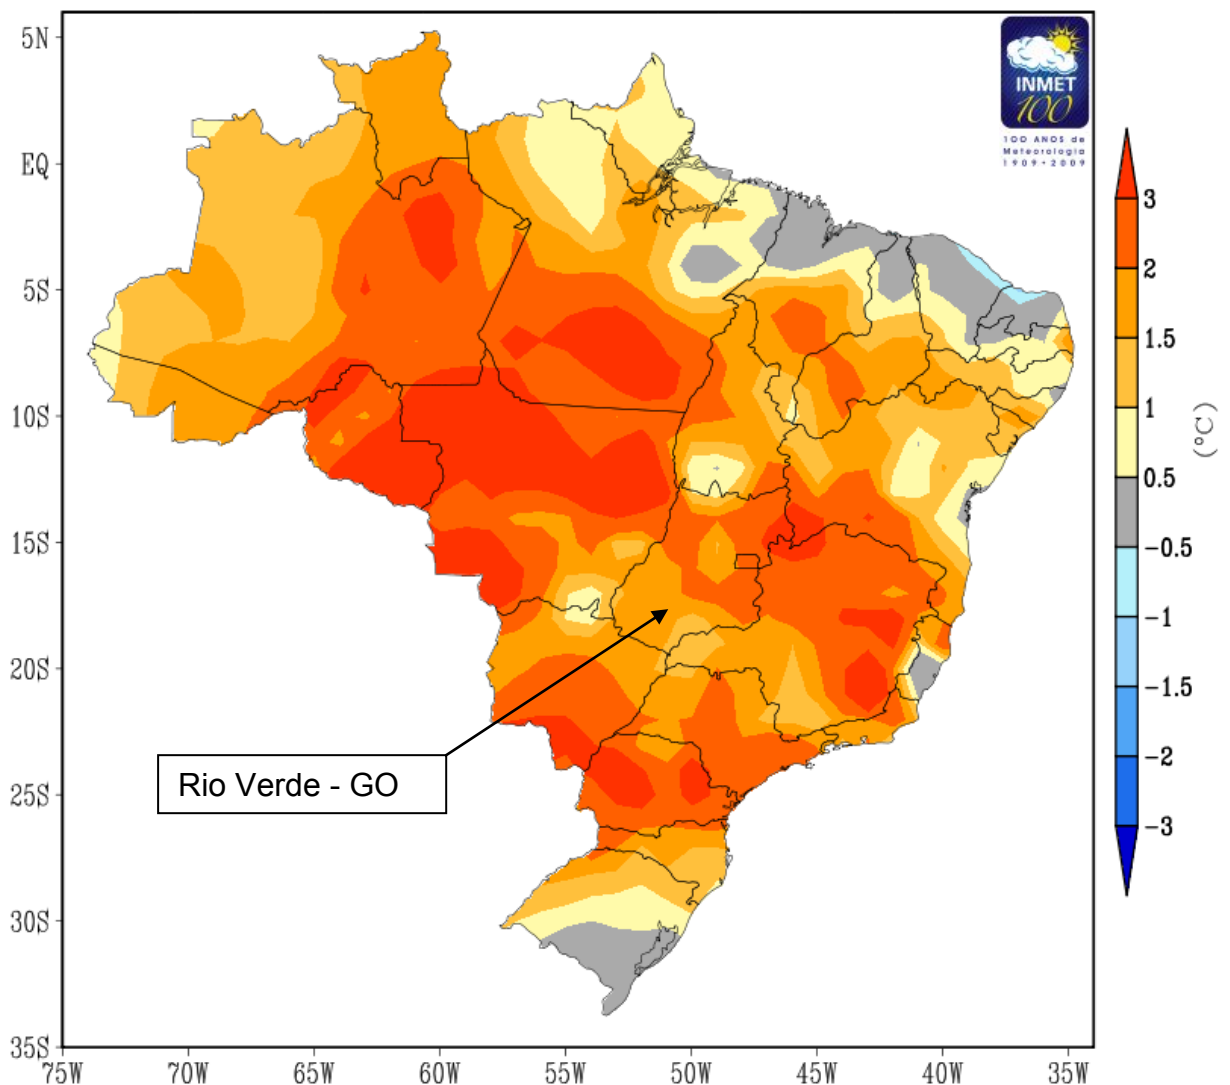 5N
EQ
5S
10S
15S
20S
25S
30S
35S
75W 70W 65W 60W 55W 50W 45W 40W 35W
Rio Verde - GO
INMET
100
100 ANOS de
Meteorologia
1909 • 2009
3
2
1.5
1
0.5
-0.5
-1
-1.5
-2
-3
(°C)